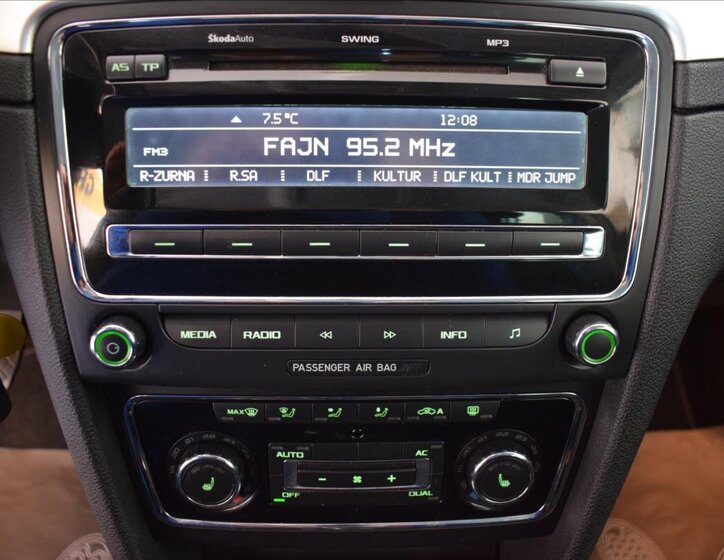 ŠkodaAuto SWING MP3
AS TP
7.5 °C 12:08
FM3 FAJN 95.2 MHz
R-ZURNA R.SA DLF KULTUR DLF KULT MDR JUMP
MEDIA RADIO INFO
PASSENGER AIR BAG OFF
MAX A
AUTO AC
OFF DUAL